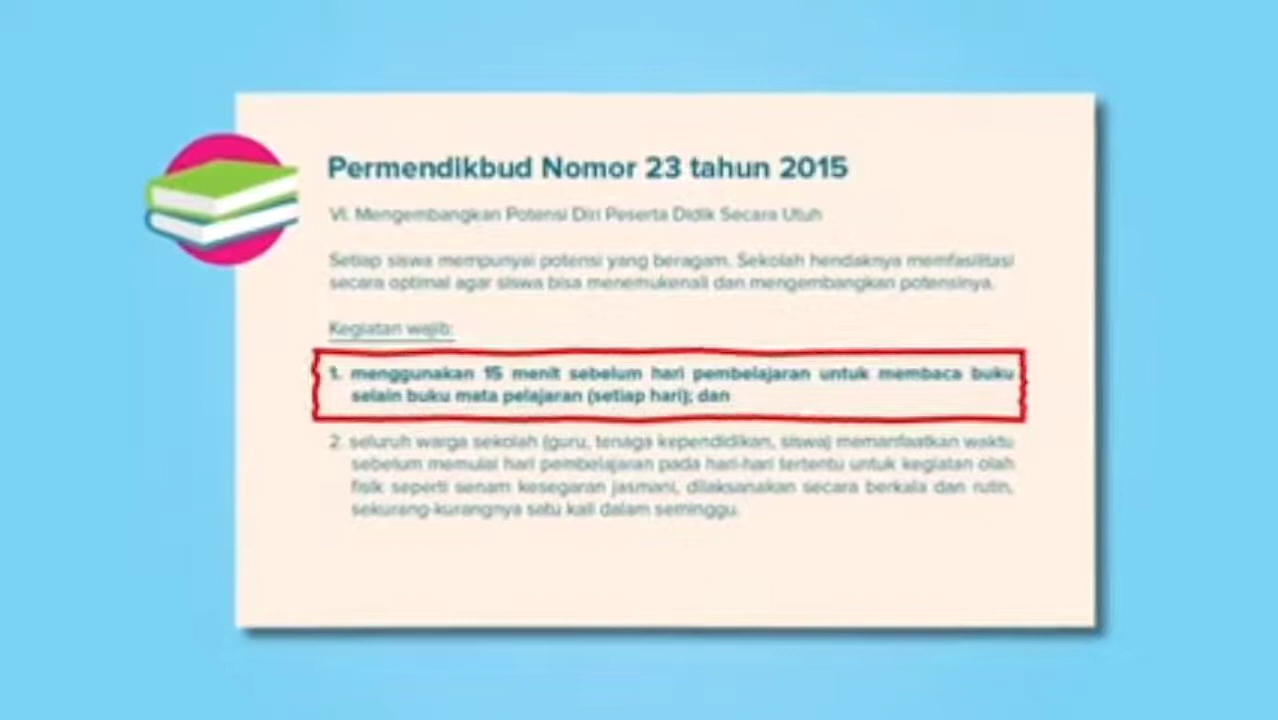 Permendikbud Nomor 23 tahun 2015
VI. Mengembangkan Potensi Diri Peserta Didik Secara Utuh
Setiap siswa mempunyai potensi yang beragam. Sekolah hendaknya memfasilitasi
secara optimal agar siswa bisa menemukenali dan mengembangkan potensinya.
Kegiatan wajib:
1. menggunakan 15 menit sebelum hari pembelajaran untuk membaca buku
selain buku mata pelajaran (setiap hari); dan
2. seluruh warga sekolah (guru, tenaga kependidikan, siswa) memanfaatkan waktu
sebelum memulai hari pembelajaran pada hari-hari tertentu untuk kegiatan olah
fisik seperti senam kesegaran jasmani, dilaksanakan secara berkala dan rutin,
sekurang-kurangnya satu kali dalam seminggu.